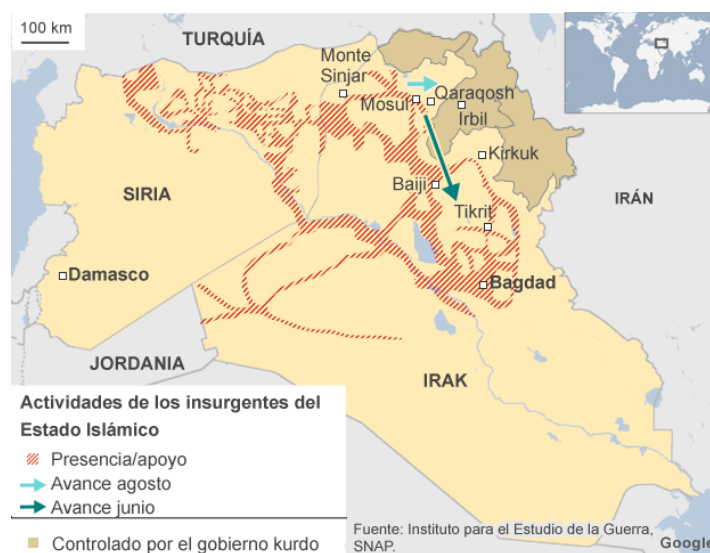 100 km
TURQUÍA
Monte
Sinjar
Mosul
Qaraqosh
Irbil
Kirkuk
Baiji
SIRIA
IRÁN
Tikrit
Damasco
Bagdad
JORDANIA
IRAK
Actividades de los insurgentes del
Estado Islámico
Presencia/apoyo
Avance agosto
Avance junio
Controlado por el gobierno kurdo
Fuente: Instituto para el Estudio de la Guerra,
SNAP.
Google